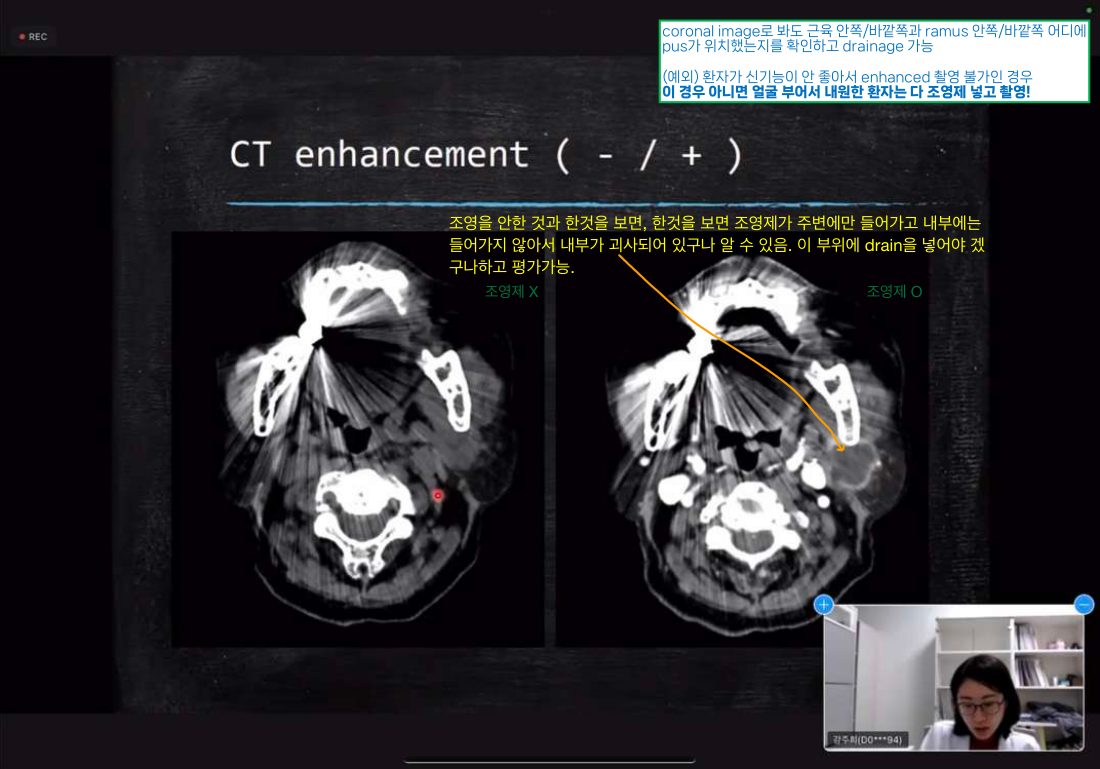 REC
coronal image로 봐도 근육 안쪽/바깥쪽과 ramus 안쪽/바깥쪽 어디에
pus가 위치했는지를 확인하고 drainage 가능
(예외) 환자가 신기능이 안 좋아서 enhanced 촬영 불가인 경우
이 경우 아니면 얼굴 부어서 내원한 환자는 다 조영제 넣고 촬영!
CT enhancement ( - / + )
조영을 안한 것과 한것을 보면, 한것을 보면 조영제가 주변에만 들어가고 내부에는
들어가지 않아서 내부가 괴사되어 있구나 알 수 있음. 이 부위에 drain을 넣어야 겠
구나하고 평가가능.
조영제 X
조영제 O
강주희(D0***94)